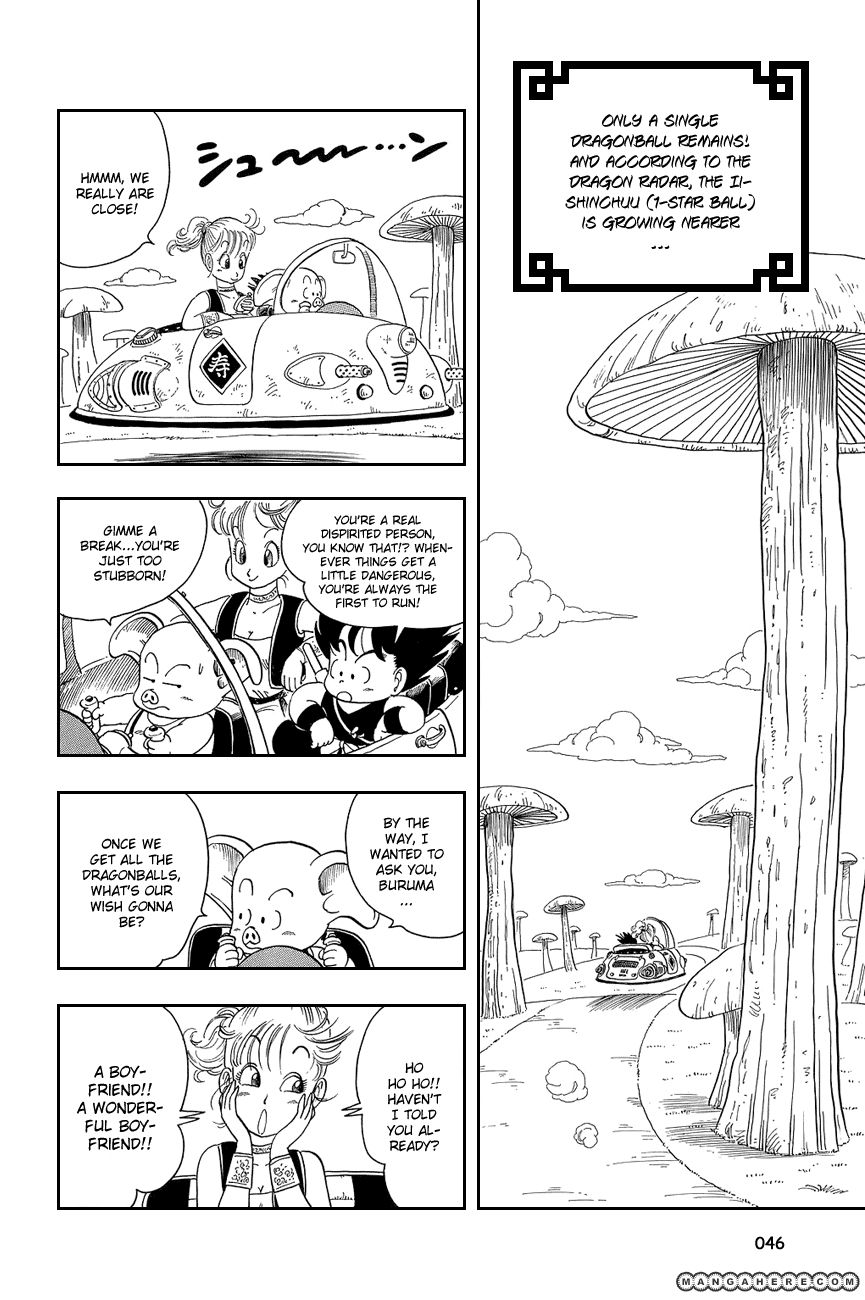 ONLY A SINGLE
DRAGONBALL REMAINS!
AND ACCORDING TO THE
DRAGON RADAR, THE II-
SHINCHUU (1-STAR BALL)
IS GROWING NEARER
...
HMMM, WE
REALLY ARE
CLOSE!
シュ〜〜…ン
寿
YOU'RE A REAL
DISPIRITED PERSON,
YOU KNOW THAT!? WHEN-
EVER THINGS GET A
LITTLE DANGEROUS,
YOU'RE ALWAYS THE
FIRST TO RUN!
GIMME A
BREAK...YOU'RE
JUST TOO
STUBBORN!
BY THE
WAY, I
WANTED TO
ASK YOU,
BURUMA
...
ONCE WE
GET ALL THE
DRAGONBALLS,
WHAT'S OUR
WISH GONNA
BE?
HO
HO HO!!
HAVEN'T
I TOLD
YOU AL-
READY?
A BOY-
FRIEND!!
A WONDER-
FUL BOY-
FRIEND!!
046
MANGAHERE.COM